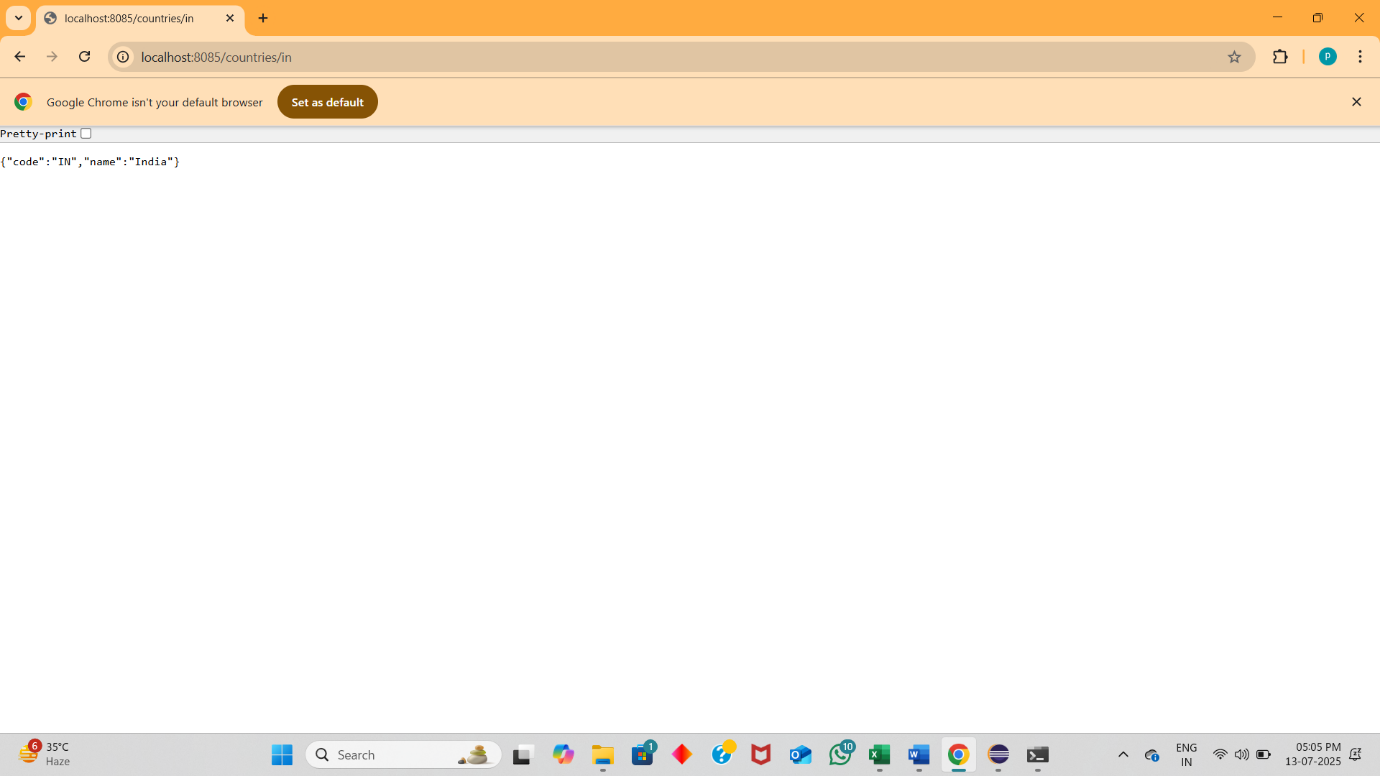 localhost:8085/countries/in
localhost:8085/countries/in
P
Google Chrome isn't your default browser
Set as default
Pretty-print
{"code":"IN","name":"India"}
6
35°C
Haze
Search
1
10
ENG
IN
05:05 PM
13-07-2025